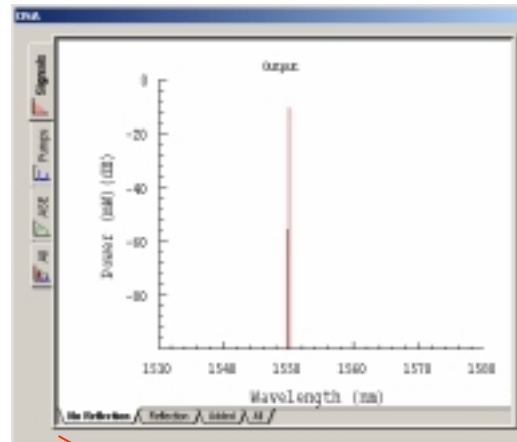 Output
Signals
Pumps
ASE
All
Power (mW) (dB)
0
-20
-40
-60
-80
1530
1540
1550
1560
1570
1580
Wavelength (nm)
No Reflection
Reflection
Added
All